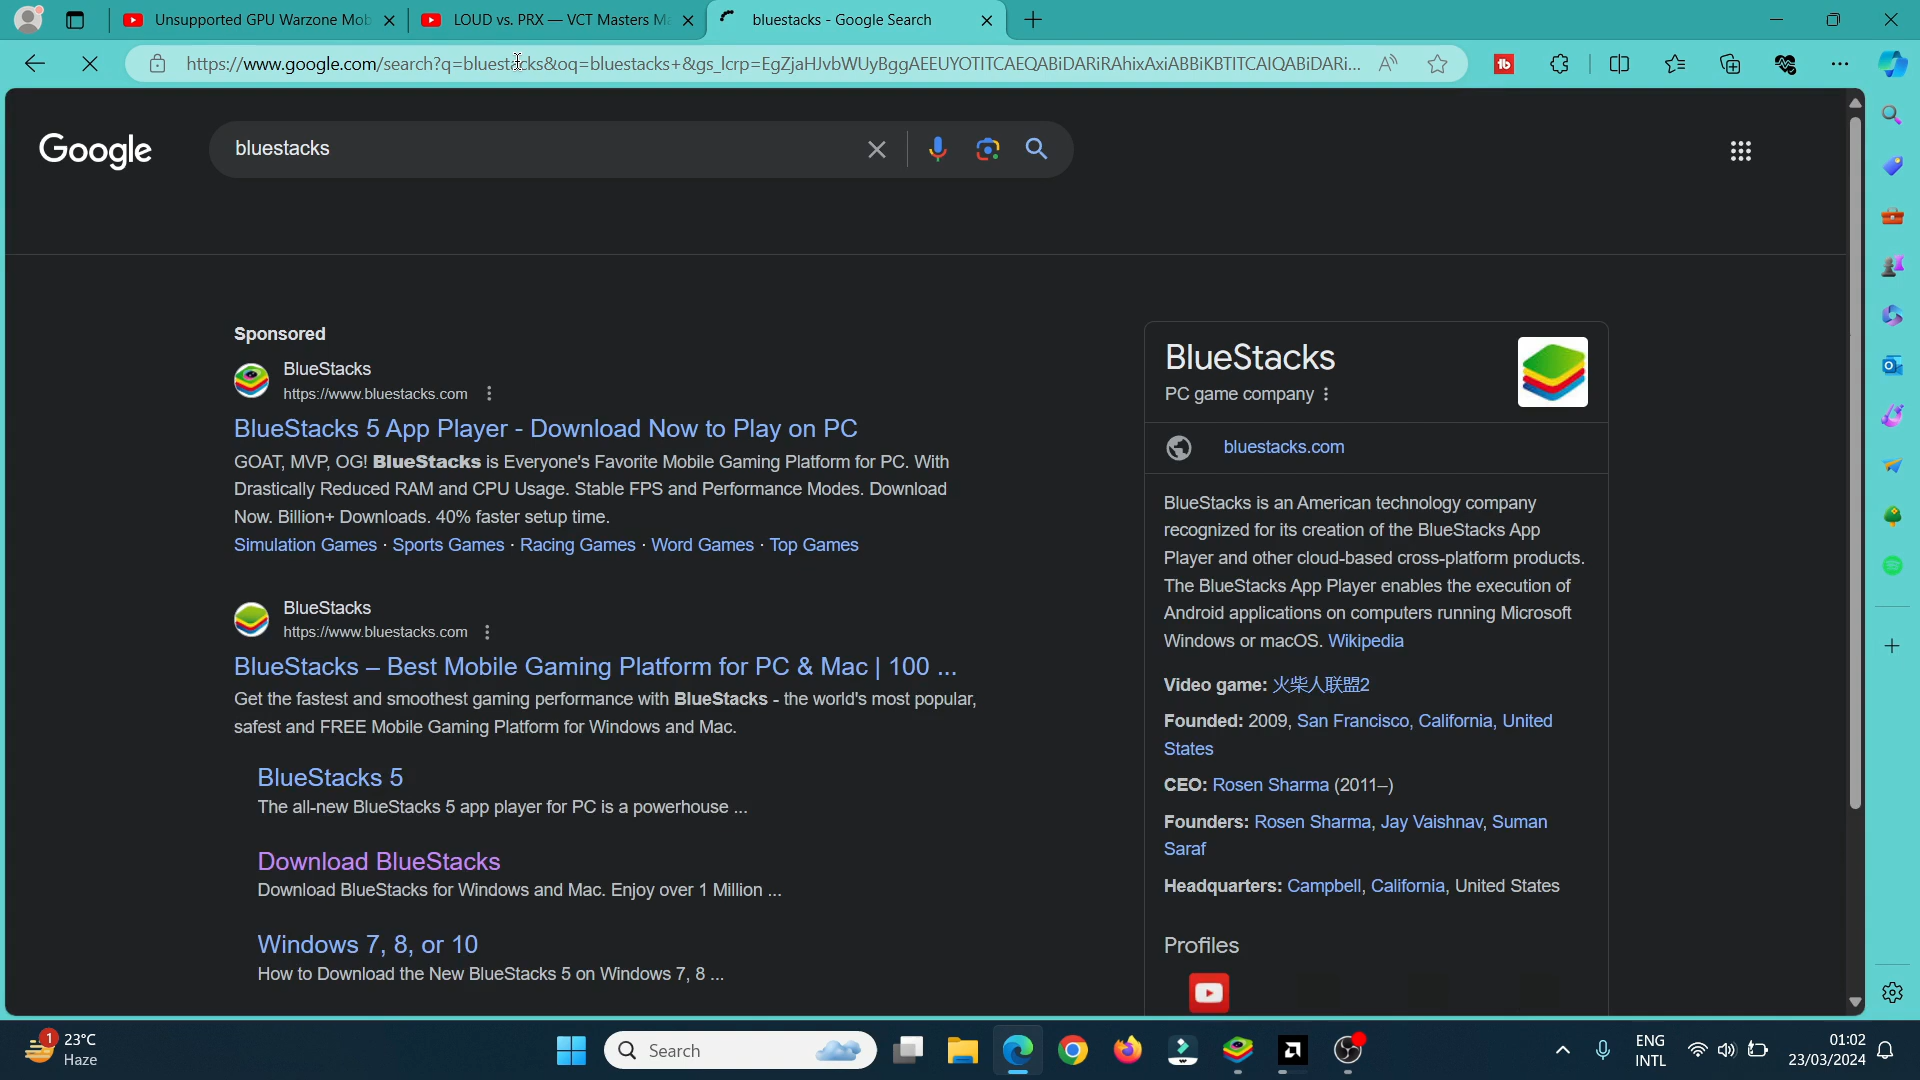 Unsupported GPU Warzone Mob
LOUD vs. PRX — VCT Masters Ma
bluestacks - Google Search
https://www.google.com/search?q=bluestacks&oq=bluestacks+&gs_lcrp=EgZjaHJvbWUyBggAEEUYOTITCAEQABiDARiRAhixAxiABBiKBTITCAIQABiDARi...
Google
bluestacks
Sponsored
BlueStacks
https://www.bluestacks.com
BlueStacks 5 App Player - Download Now to Play on PC
GOAT, MVP, OG! BlueStacks is Everyone's Favorite Mobile Gaming Platform for PC. With
Drastically Reduced RAM and CPU Usage. Stable FPS and Performance Modes. Download
Now. Billion+ Downloads. 40% faster setup time.
Simulation Games · Sports Games · Racing Games · Word Games · Top Games
BlueStacks
https://www.bluestacks.com
BlueStacks – Best Mobile Gaming Platform for PC & Mac | 100 ...
Get the fastest and smoothest gaming performance with BlueStacks - the world's most popular,
safest and FREE Mobile Gaming Platform for Windows and Mac.
BlueStacks 5
The all-new BlueStacks 5 app player for PC is a powerhouse ...
Download BlueStacks
Download BlueStacks for Windows and Mac. Enjoy over 1 Million ...
Windows 7, 8, or 10
How to Download the New BlueStacks 5 on Windows 7, 8 ...
BlueStacks
PC game company
bluestacks.com
BlueStacks is an American technology company
recognized for its creation of the BlueStacks App
Player and other cloud-based cross-platform products.
The BlueStacks App Player enables the execution of
Android applications on computers running Microsoft
Windows or macOS. Wikipedia
Video game: 火柴人联盟2
Founded: 2009, San Francisco, California, United
States
CEO: Rosen Sharma (2011–)
Founders: Rosen Sharma, Jay Vaishnav, Suman
Saraf
Headquarters: Campbell, California, United States
Profiles
1
23°C
Haze
Search
ENG
INTL
01:02
23/03/2024